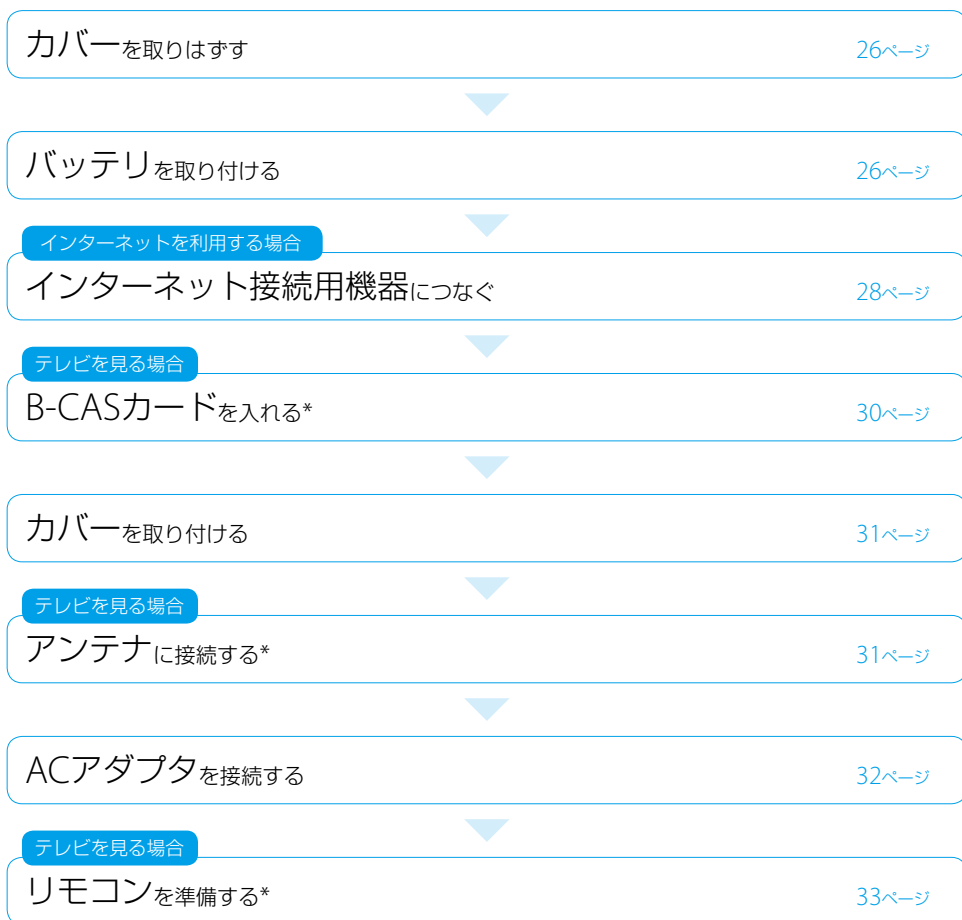 カバーを取りはずす 26ページ
バッテリを取り付ける 26ページ
インターネットを利用する場合
インターネット接続用機器につなぐ 28ページ
テレビを見る場合
B-CASカードを入れる* 30ページ
カバーを取り付ける 31ページ
テレビを見る場合
アンテナに接続する* 31ページ
ACアダプタを接続する 32ページ
テレビを見る場合
リモコンを準備する* 33ページ